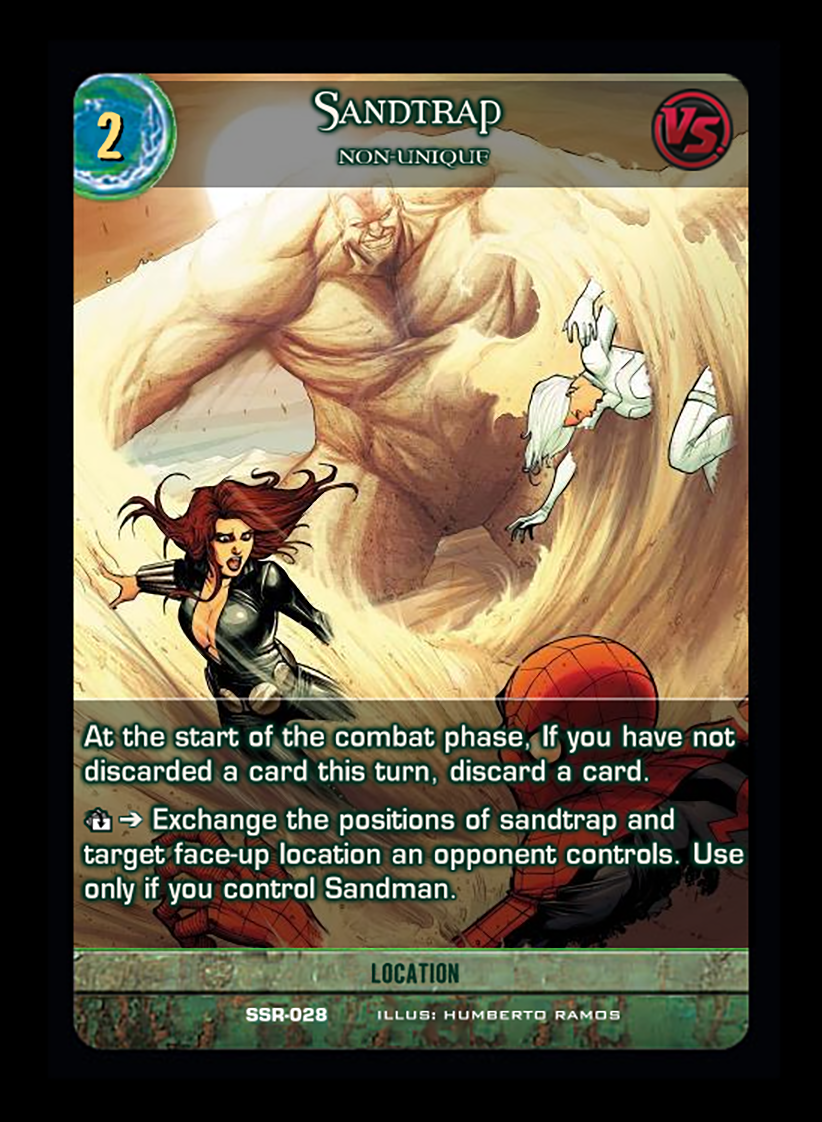 2
SANDTRAP
VS.
NON-UNIQUE
At the start of the combat phase, If you have not
discarded a card this turn, discard a card.
➔ Exchange the positions of sandtrap and
target face-up location an opponent controls. Use
only if you control Sandman.
LOCATION
SSR-028 ILLUS: HUMBERTO RAMOS